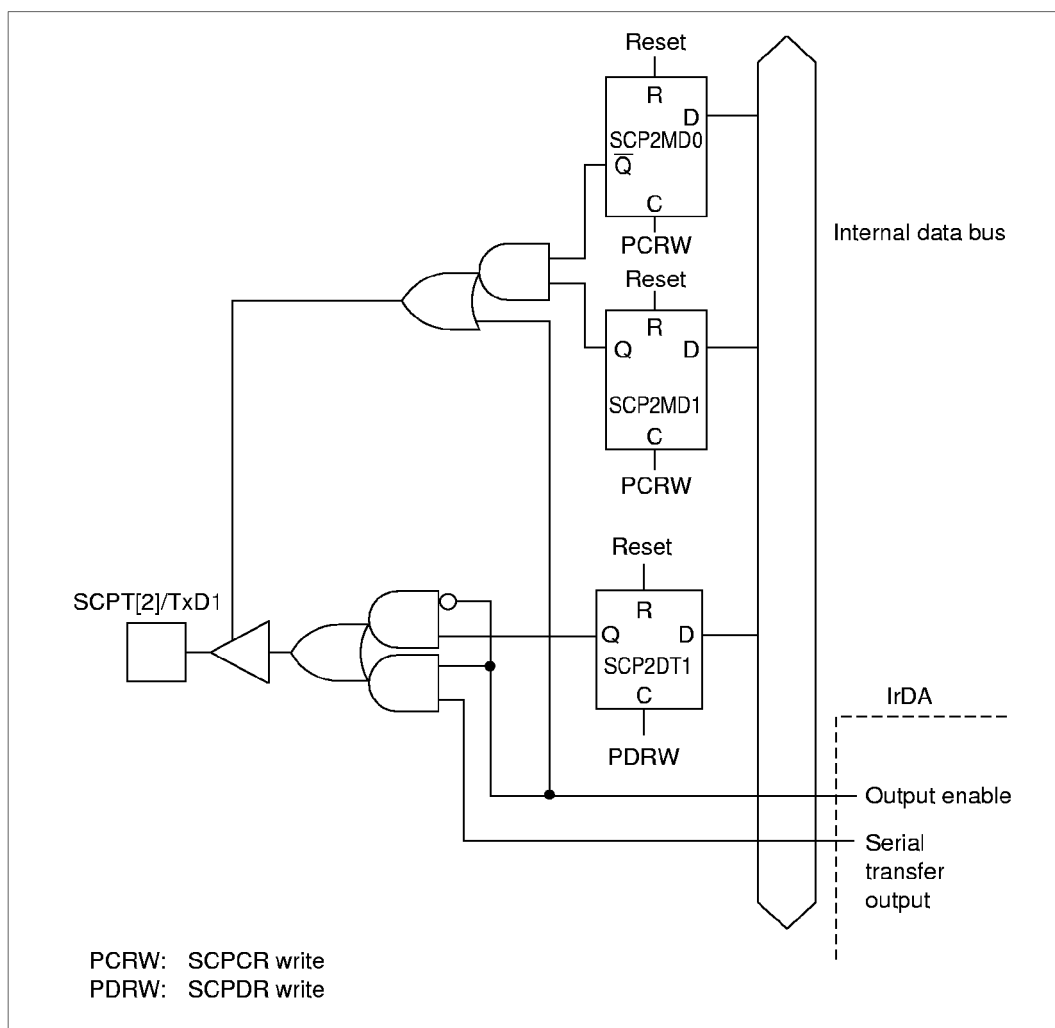 Reset
R
D
SCP2MD0
Q̅
C
PCRW
Internal data bus
Reset
R
Q
D
SCP2MD1
C
PCRW
Reset
SCPT[2]/TxD1
R
Q
D
SCP2DT1
C
PDRW
IrDA
Output enable
Serial
transfer
output
PCRW: SCPCR write
PDRW: SCPDR write